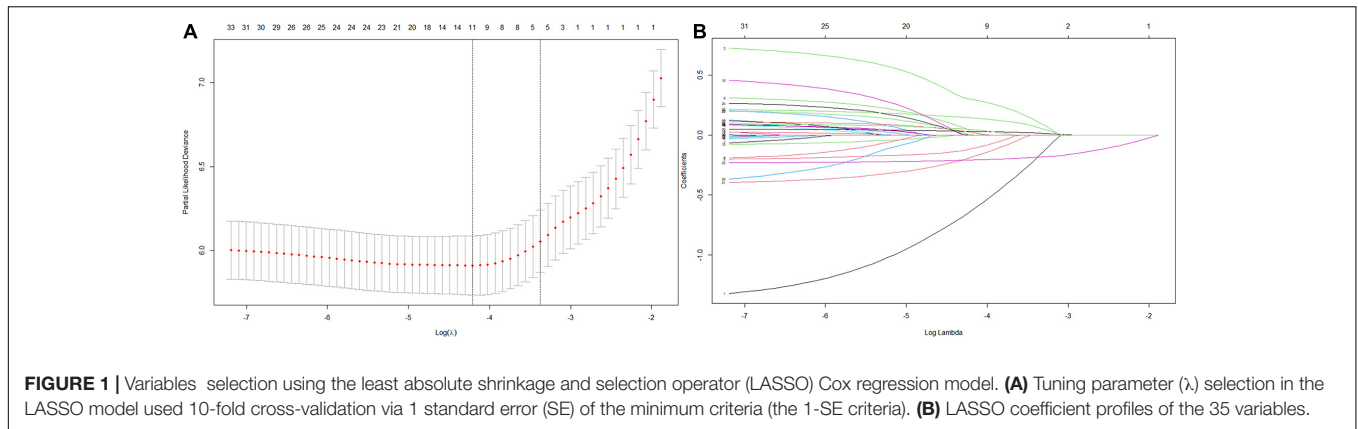 A
33 31 30 29 26 26 26 25 24 24 24 23 21 20 18 14 14 11 9 8 8 5 5 3 1 1 1 1 1 1
Partial Likelihood Deviance
7.0
6.5
6.0
-7 -6 -5 -4 -3 -2
Log(λ)
B
31 25 20 9 2 1
Coefficients
0.5
0.0
-0.5
-1.0
-7 -6 -5 -4 -3 -2 -1
Log Lambda
FIGURE 1 | Variables selection using the least absolute shrinkage and selection operator (LASSO) Cox regression model. (A) Tuning parameter (λ) selection in the
LASSO model used 10-fold cross-validation via 1 standard error (SE) of the minimum criteria (the 1-SE criteria). (B) LASSO coefficient profiles of the 35 variables.